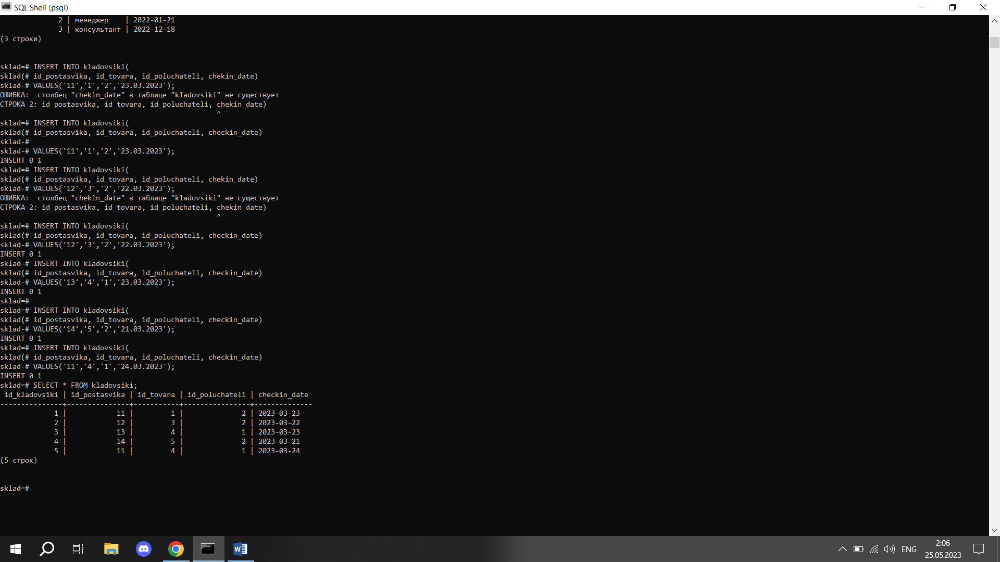 SQL Shell (psql)
2 | менеджер    | 2022-01-21
3 | консультант | 2022-12-18
(3 строки)
sklad=# INSERT INTO kladovsiki(
sklad(# id_postasvika, id_tovara, id_poluchateli, chekin_date)
sklad-# VALUES('11','1','2','23.03.2023');
ОШИБКА:  столбец "chekin_date" в таблице "kladovsiki" не существует
СТРОКА 2: id_postasvika, id_tovara, id_poluchateli, chekin_date)
^
sklad=# INSERT INTO kladovsiki(
sklad(# id_postasvika, id_tovara, id_poluchateli, checkin_date)
sklad-#
sklad-# VALUES('11','1','2','23.03.2023');
INSERT 0 1
sklad=# INSERT INTO kladovsiki(
sklad(# id_postasvika, id_tovara, id_poluchateli, chekin_date)
sklad-# VALUES('12','3','2','22.03.2023');
ОШИБКА:  столбец "chekin_date" в таблице "kladovsiki" не существует
СТРОКА 2: id_postasvika, id_tovara, id_poluchateli, chekin_date)
^
sklad=# INSERT INTO kladovsiki(
sklad(# id_postasvika, id_tovara, id_poluchateli, checkin_date)
sklad-# VALUES('12','3','2','22.03.2023');
INSERT 0 1
sklad=# INSERT INTO kladovsiki(
sklad(# id_postasvika, id_tovara, id_poluchateli, checkin_date)
sklad-# VALUES('13','4','1','23.03.2023');
INSERT 0 1
sklad=#
sklad=# INSERT INTO kladovsiki(
sklad(# id_postasvika, id_tovara, id_poluchateli, checkin_date)
sklad-# VALUES('14','5','2','21.03.2023');
INSERT 0 1
sklad=# INSERT INTO kladovsiki(
sklad(# id_postasvika, id_tovara, id_poluchateli, checkin_date)
sklad-# VALUES('11','4','1','24.03.2023');
INSERT 0 1
sklad=# SELECT * FROM kladovsiki;
id_kladovsiki | id_postasvika | id_tovara | id_poluchateli | checkin_date
---------------+---------------+-----------+----------------+--------------
1 |            11 |         1 |              2 | 2023-03-23
2 |            12 |         3 |              2 | 2023-03-22
3 |            13 |         4 |              1 | 2023-03-23
4 |            14 |         5 |              2 | 2023-03-21
5 |            11 |         4 |              1 | 2023-03-24
(5 строк)
sklad=#
ENG
2:06
25.05.2023